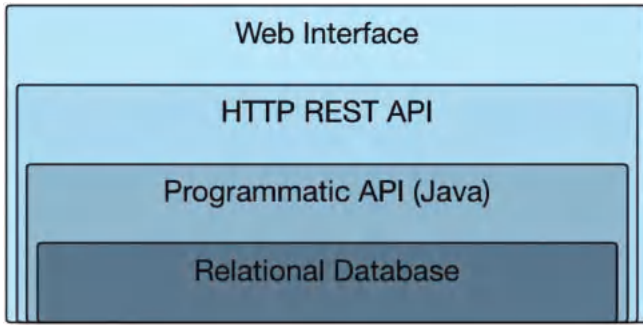 Web Interface
HTTP REST API
Programmatic API (Java)
Relational Database